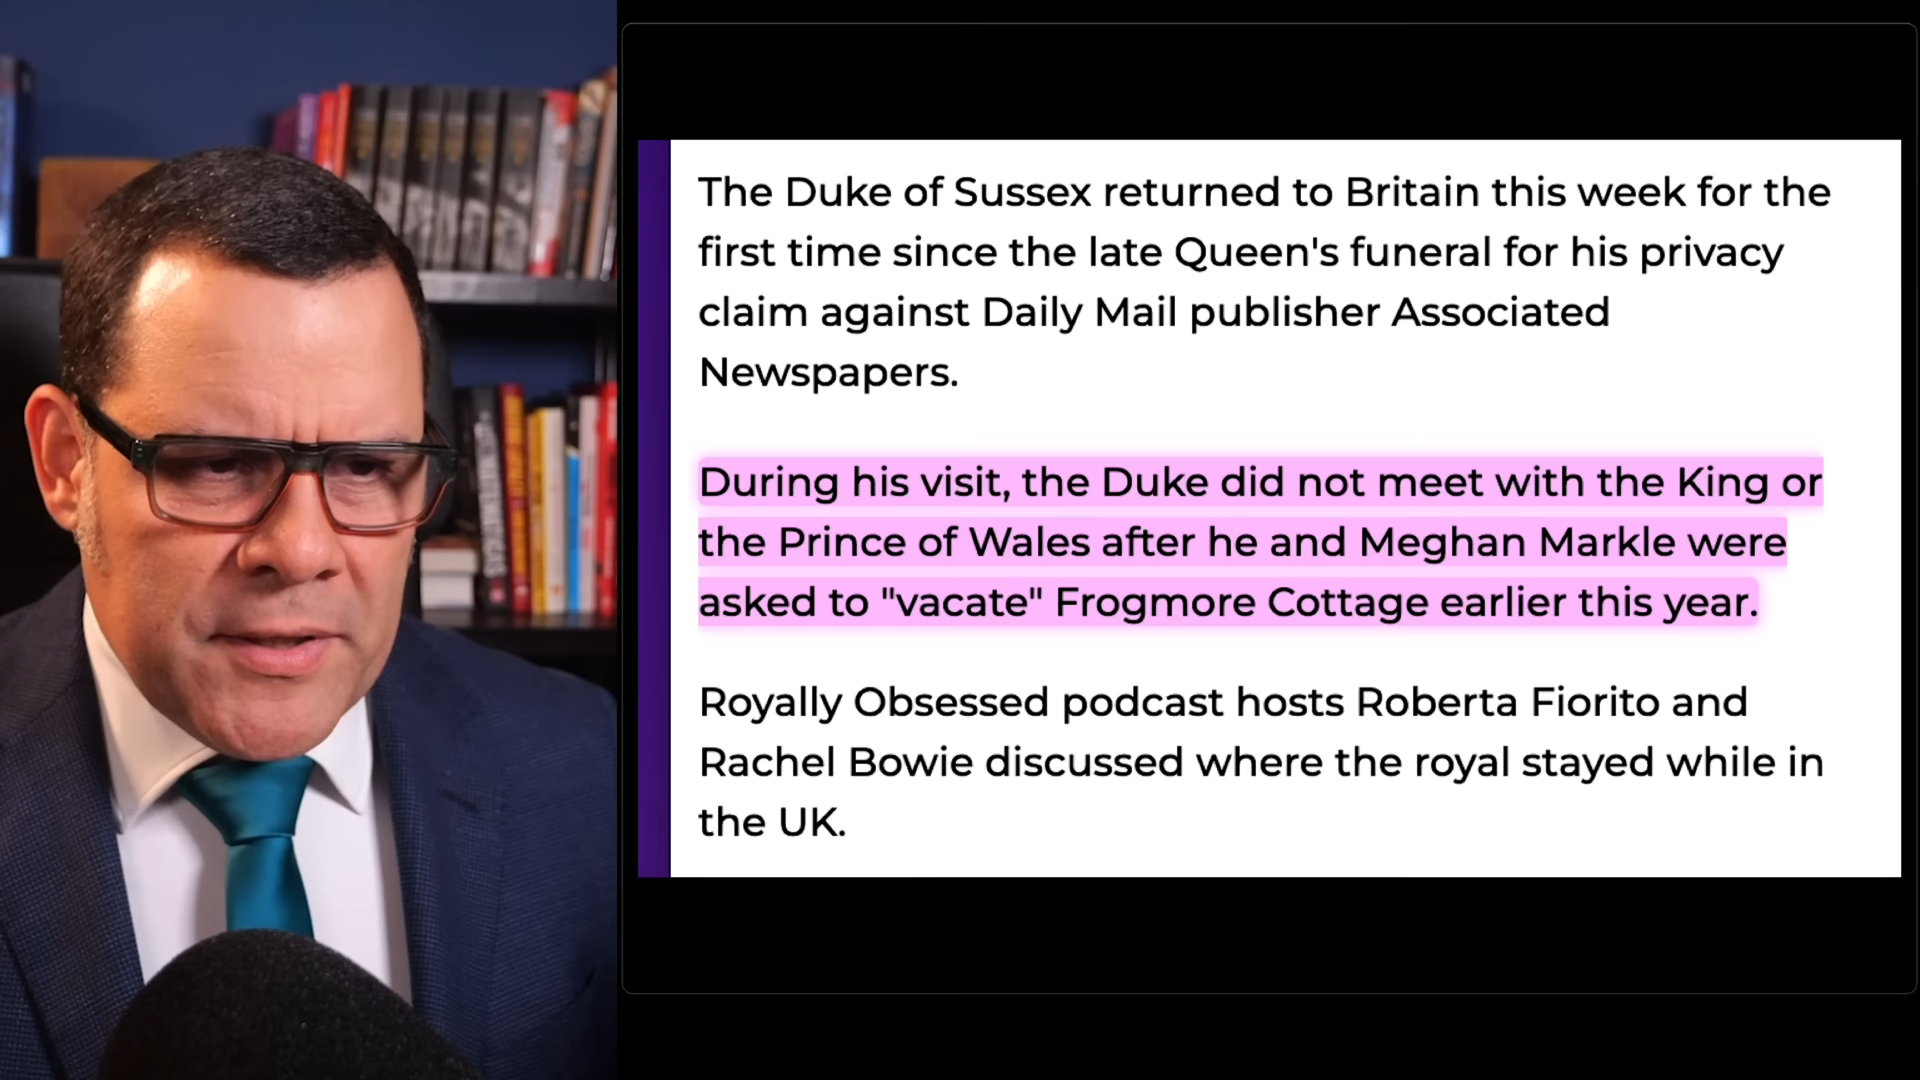 The Duke of Sussex returned to Britain this week for the
first time since the late Queen's funeral for his privacy
claim against Daily Mail publisher Associated
Newspapers.
During his visit, the Duke did not meet with the King or
the Prince of Wales after he and Meghan Markle were
asked to "vacate" Frogmore Cottage earlier this year.
Royally Obsessed podcast hosts Roberta Fiorito and
Rachel Bowie discussed where the royal stayed while in
the UK.